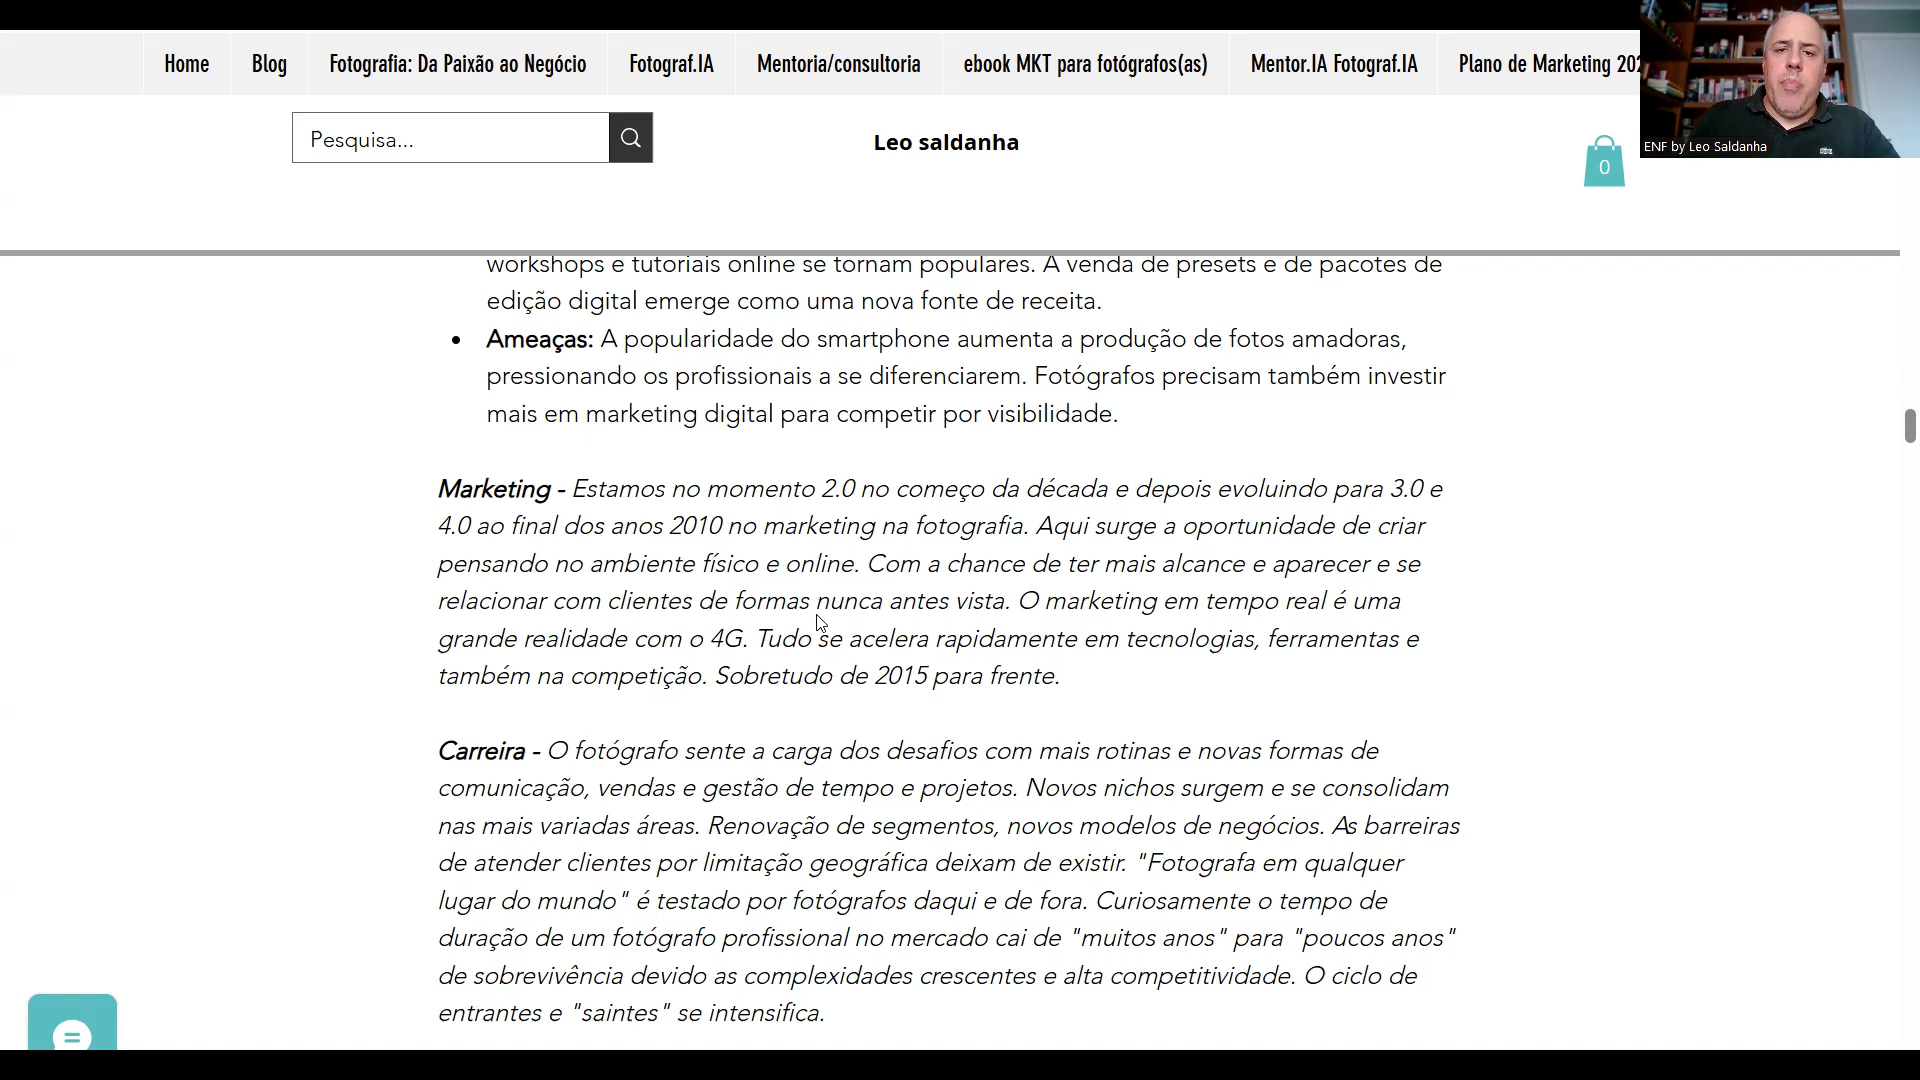 Home
Blog
Fotografia: Da Paixão ao Negócio
Fotograf.IA
Mentoria/consultoria
ebook MKT para fotógrafos(as)
Mentor.IA Fotograf.IA
Plano de Marketing 202
ENF by Leo Saldanha
Pesquisa...
Leo saldanha
0
workshops e tutoriais online se tornam populares. A venda de presets e de pacotes de
edição digital emerge como uma nova fonte de receita.
• Ameaças: A popularidade do smartphone aumenta a produção de fotos amadoras,
pressionando os profissionais a se diferenciarem. Fotógrafos precisam também investir
mais em marketing digital para competir por visibilidade.
Marketing - Estamos no momento 2.0 no começo da década e depois evoluindo para 3.0 e
4.0 ao final dos anos 2010 no marketing na fotografia. Aqui surge a oportunidade de criar
pensando no ambiente físico e online. Com a chance de ter mais alcance e aparecer e se
relacionar com clientes de formas nunca antes vista. O marketing em tempo real é uma
grande realidade com o 4G. Tudo se acelera rapidamente em tecnologias, ferramentas e
também na competição. Sobretudo de 2015 para frente.
Carreira - O fotógrafo sente a carga dos desafios com mais rotinas e novas formas de
comunicação, vendas e gestão de tempo e projetos. Novos nichos surgem e se consolidam
nas mais variadas áreas. Renovação de segmentos, novos modelos de negócios. As barreiras
de atender clientes por limitação geográfica deixam de existir. "Fotografa em qualquer
lugar do mundo" é testado por fotógrafos daqui e de fora. Curiosamente o tempo de
duração de um fotógrafo profissional no mercado cai de "muitos anos" para "poucos anos"
de sobrevivência devido as complexidades crescentes e alta competitividade. O ciclo de
entrantes e "saintes" se intensifica.